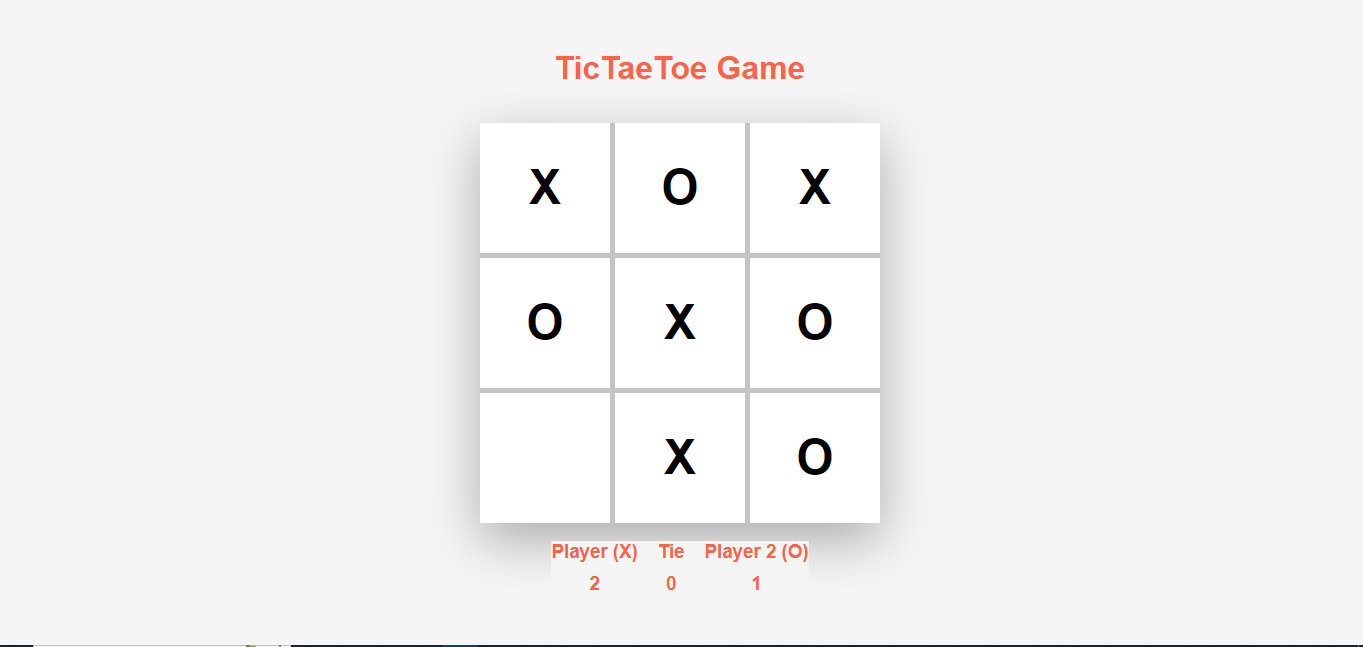 TicTaeToe Game
X O X
O X O
X O
Player (X) Tie Player 2 (O)
2 0 1